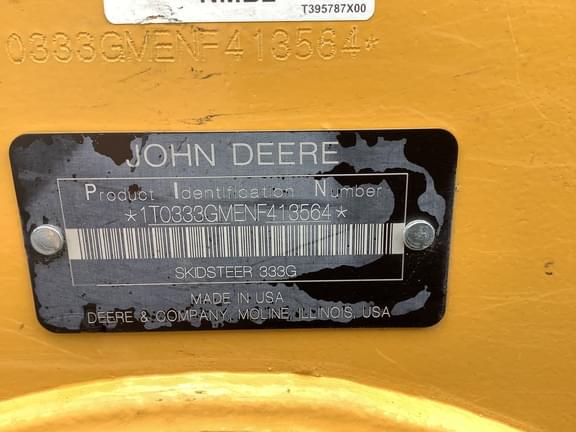 T395787X00
0333GMENF413564*
JOHN DEERE
Product Identification Number
*1T0333GMENF413564*
SKIDSTEER 333G
MADE IN USA
DEERE & COMPANY, MOLINE, ILLINOIS, USA